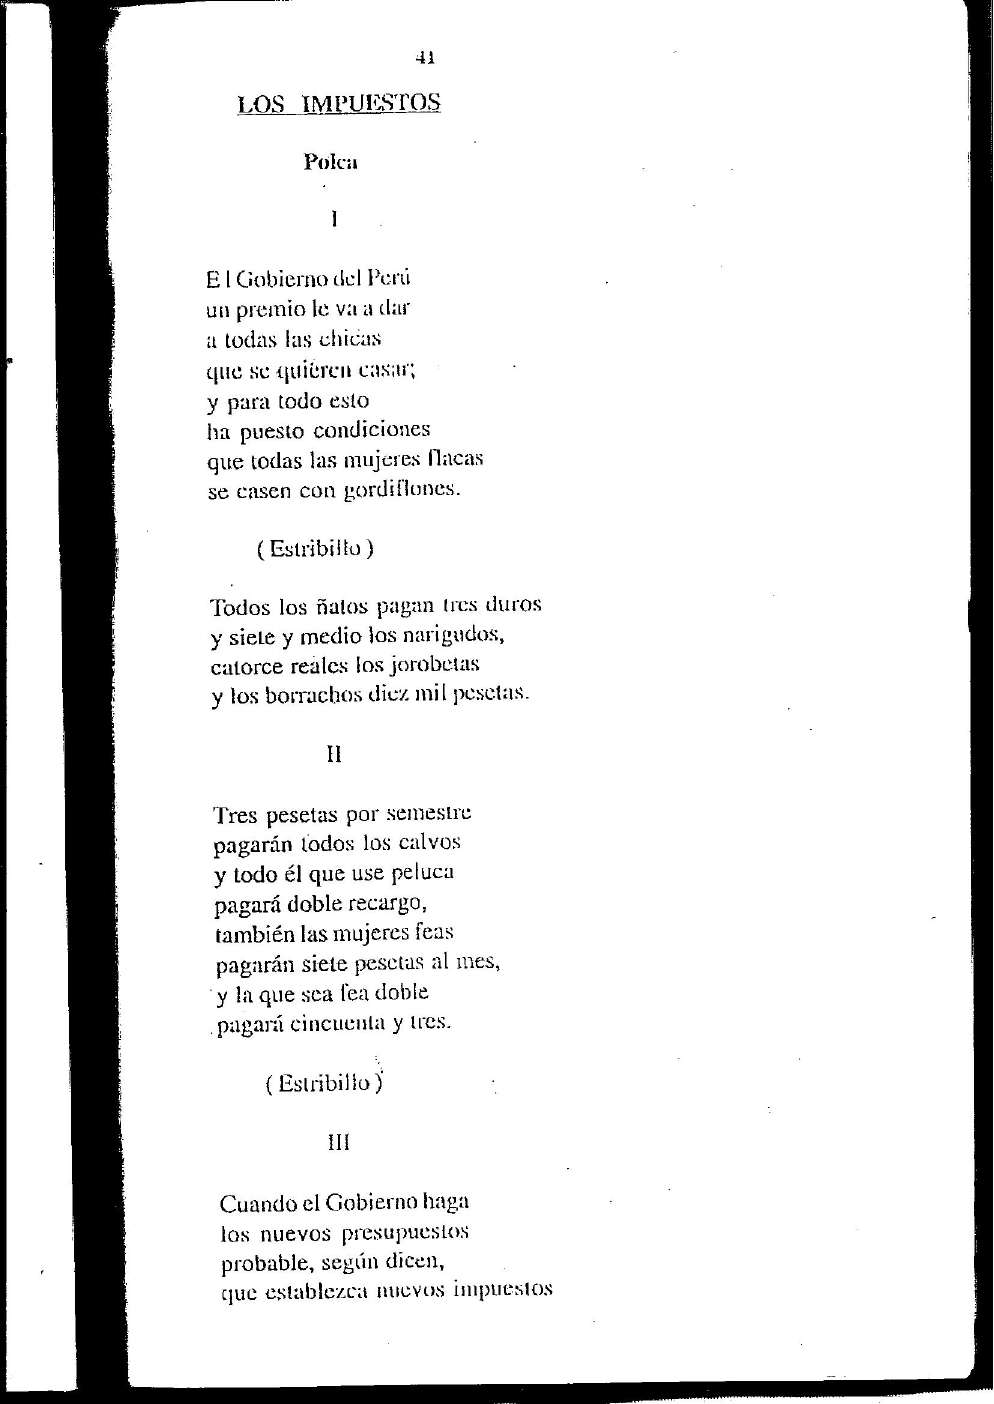 41
LOS IMPUESTOS
Polca
I
El Gobierno del Perú
un premio le va a dar
a todas las chicas
que se quieren casar;
y para todo esto
ha puesto condiciones
que todas las mujeres flacas
se casen con gordiflones.
( Estribillo )
Todos los ñatos pagan tres duros
y siete y medio los narigudos,
catorce reales los jorobetas
y los borrachos diez mil pesetas.
II
Tres pesetas por semestre
pagarán todos los calvos
y todo él que use peluca
pagará doble recargo,
también las mujeres feas
pagarán siete pesetas al mes,
y la que sea fea doble
pagará cincuenta y tres.
( Estribillo )
III
Cuando el Gobierno haga
los nuevos presupuestos
probable, según dicen,
que establezca nuevos impuestos